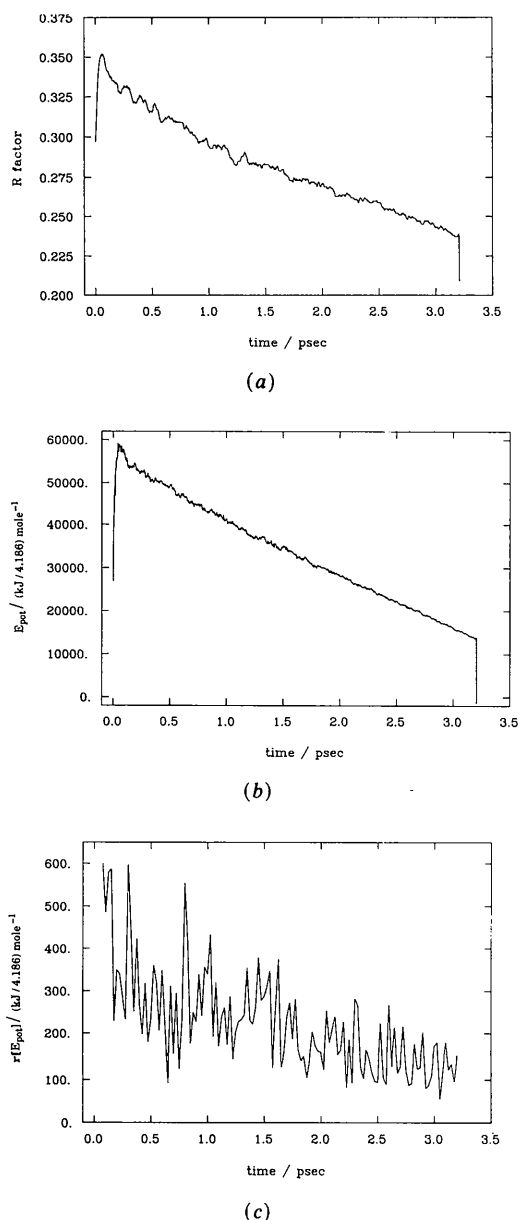 0.375
0.350
0.325
0.300
0.275
0.250
0.225
0.200
R factor
0.0 0.5 1.0 1.5 2.0 2.5 3.0 3.5
time / psec
(a)
60000.
50000.
40000.
30000.
20000.
10000.
0.
E_pot / (kJ/4.186) mole⁻¹
0.0 0.5 1.0 1.5 2.0 2.5 3.0 3.5
time / psec
(b)
600.
500.
400.
300.
200.
100.
0.
r[E_pot] / (kJ/4.186) mole⁻¹
0.0 0.5 1.0 1.5 2.0 2.5 3.0 3.5
time / psec
(c)